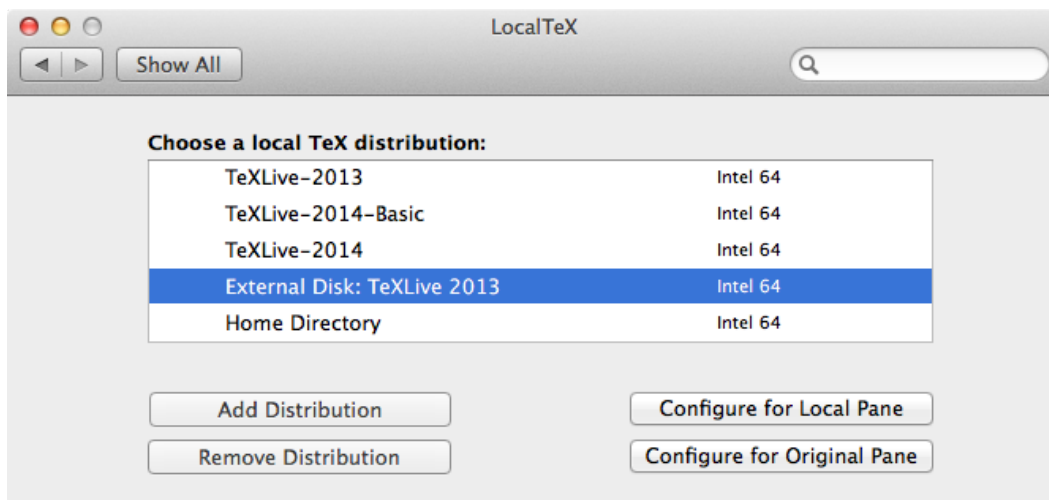 LocalTeX
Show All
Choose a local TeX distribution:
TeXLive-2013 Intel 64
TeXLive-2014-Basic Intel 64
TeXLive-2014 Intel 64
External Disk: TeXLive 2013 Intel 64
Home Directory Intel 64
Add Distribution Configure for Local Pane
Remove Distribution Configure for Original Pane